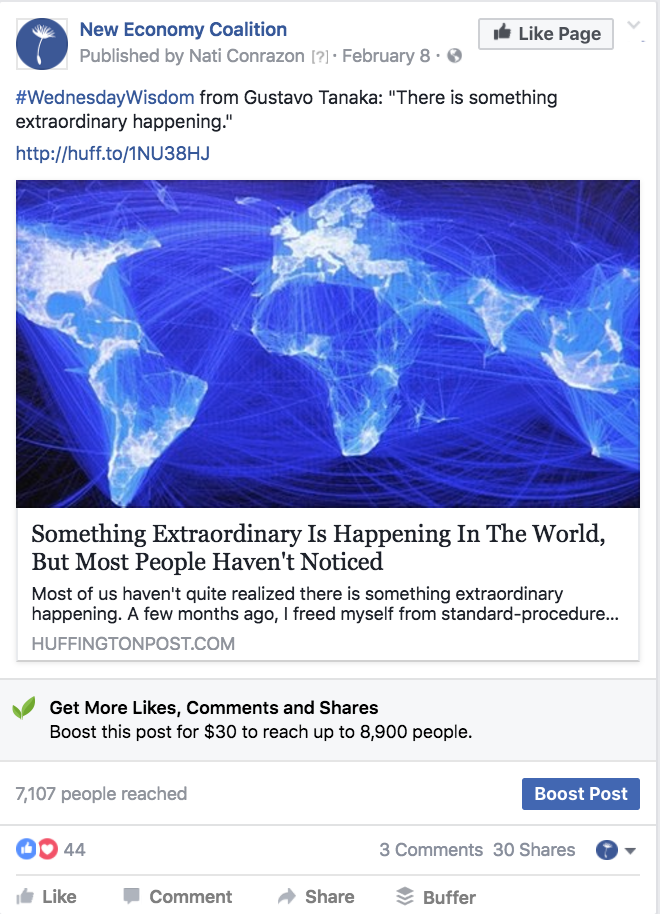 New Economy Coalition
Like Page
Published by Nati Conrazon [?] · February 8 ·
#WednesdayWisdom from Gustavo Tanaka: "There is something
extraordinary happening."
http://huff.to/1NU38HJ
Something Extraordinary Is Happening In The World,
But Most People Haven't Noticed
Most of us haven't quite realized there is something extraordinary
happening. A few months ago, I freed myself from standard-procedure...
HUFFINGTONPOST.COM
Get More Likes, Comments and Shares
Boost this post for $30 to reach up to 8,900 people.
7,107 people reached
Boost Post
44
3 Comments 30 Shares
Like Comment Share Buffer